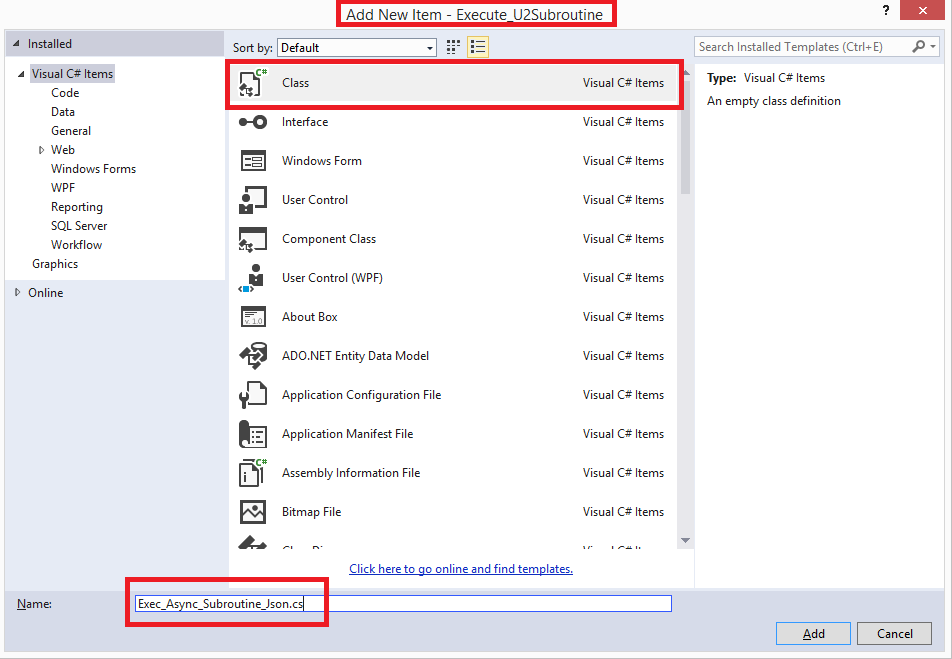 Add New Item - Execute_U2Subroutine
?
Installed
Sort by: Default
Search Installed Templates (Ctrl+E)
Visual C# Items
Code
Data
General
Web
Windows Forms
WPF
Reporting
SQL Server
Workflow
Graphics
Online
C# Class Visual C# Items
Interface Visual C# Items
Windows Form Visual C# Items
User Control Visual C# Items
Component Class Visual C# Items
User Control (WPF) Visual C# Items
v. 1.0 About Box Visual C# Items
ADO.NET Entity Data Model Visual C# Items
Application Configuration File Visual C# Items
Application Manifest File Visual C# Items
C# Assembly Information File Visual C# Items
Bitmap File Visual C# Items
Type: Visual C# Items
An empty class definition
Click here to go online and find templates.
Name: Exec_Async_Subroutine_Json.cs
Add Cancel